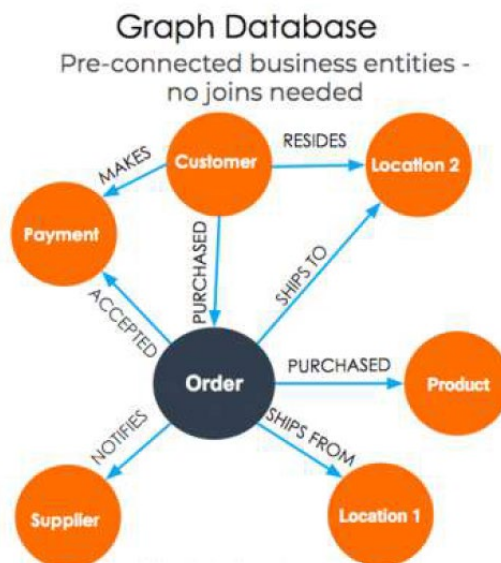 Graph Database
Pre-connected business entities -
no joins needed
MAKES
Customer
RESIDES
Location 2
Payment
PURCHASED
SHIPS TO
ACCEPTED
Order
PURCHASED
Product
NOTIFIES
SHIPS FROM
Supplier
Location 1